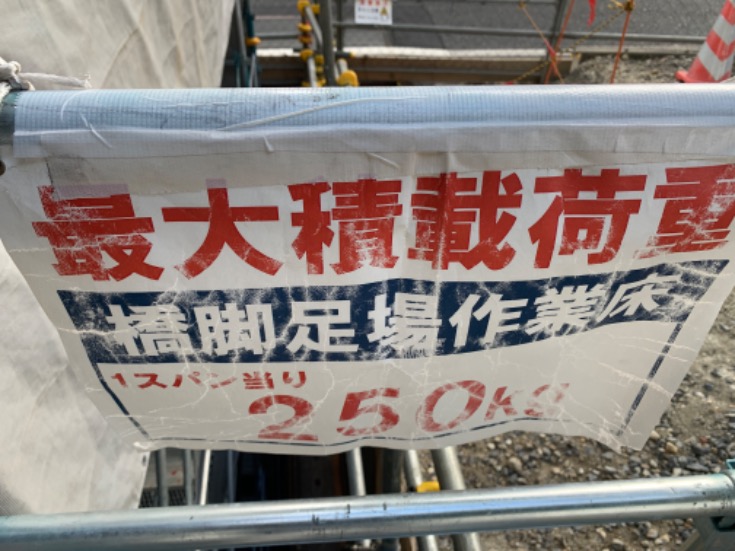 最大積載荷重
橋脚足場作業床
1スパン当り
250kg